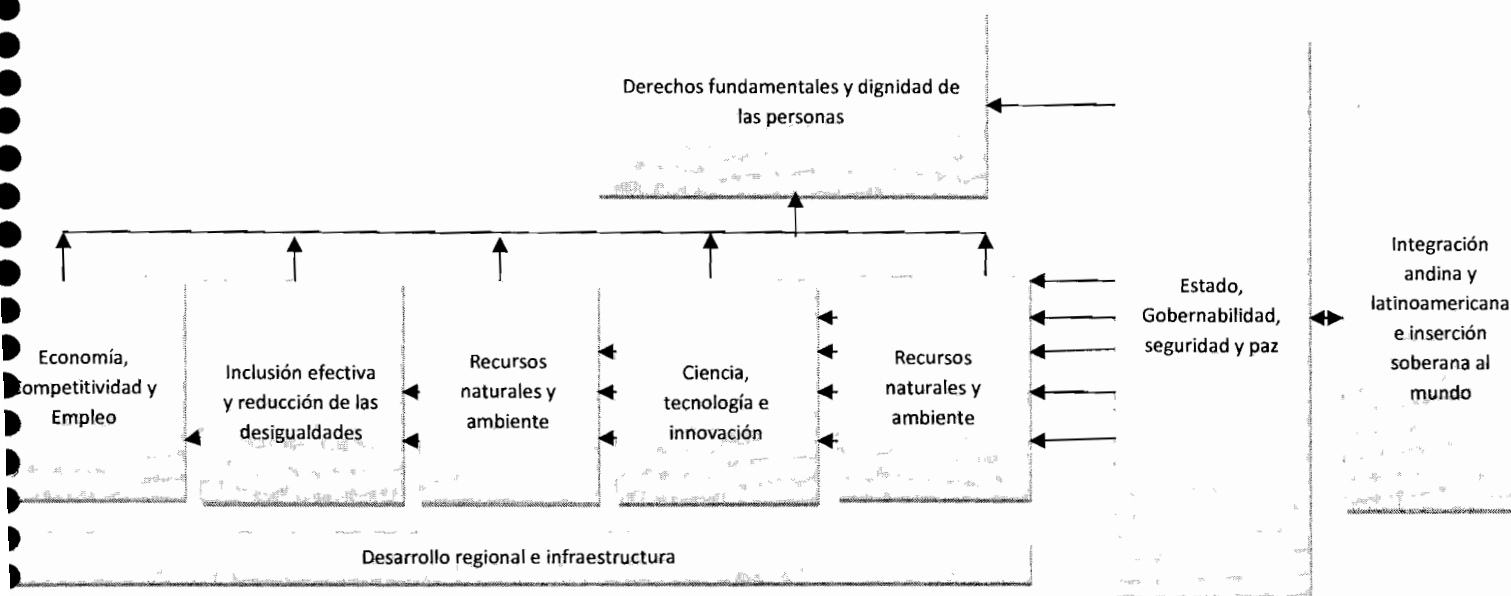 Derechos fundamentales y dignidad de
las personas
Economía,
Competitividad y
Empleo
Inclusión efectiva
y reducción de las
desigualdades
Recursos
naturales y
ambiente
Ciencia,
tecnología e
innovación
Recursos
naturales y
ambiente
Estado,
Gobernabilidad,
seguridad y paz
Integración
andina y
latinoamericana
e inserción
soberana al
mundo
Desarrollo regional e infraestructura